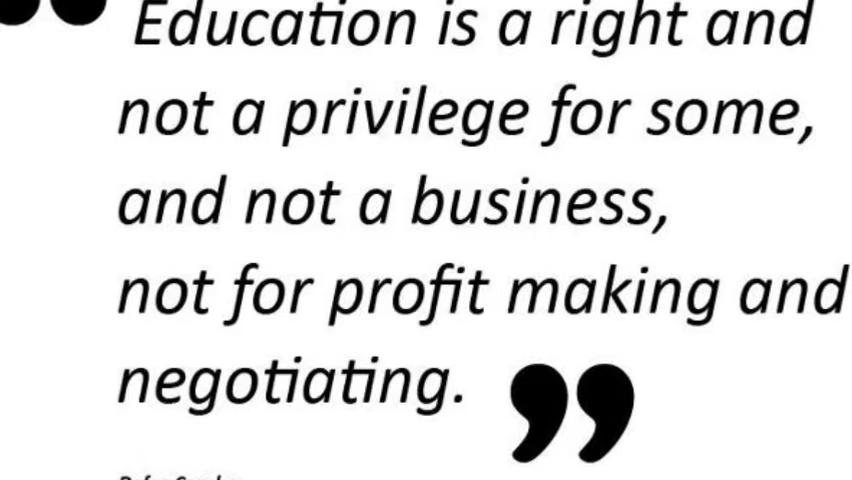 “ Education is a right and
not a privilege for some,
and not a business,
not for profit making and
negotiating. ”